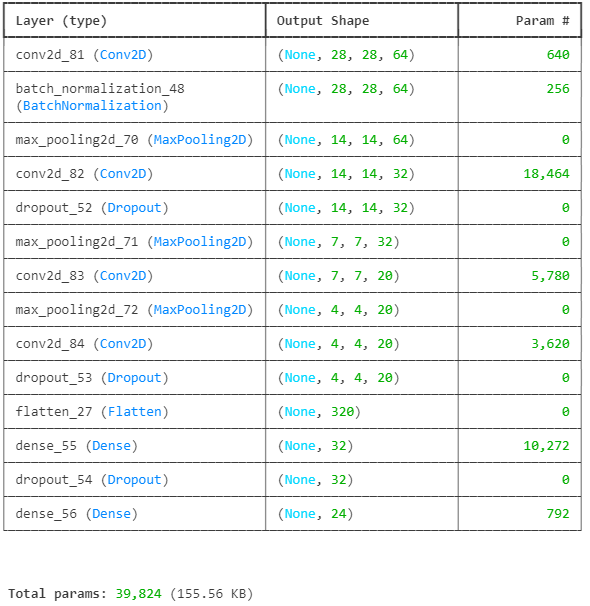 Layer (type) Output Shape Param #
conv2d_81 (Conv2D) (None, 28, 28, 64) 640
batch_normalization_48 (None, 28, 28, 64) 256
(BatchNormalization)
max_pooling2d_70 (MaxPooling2D) (None, 14, 14, 64) 0
conv2d_82 (Conv2D) (None, 14, 14, 32) 18,464
dropout_52 (Dropout) (None, 14, 14, 32) 0
max_pooling2d_71 (MaxPooling2D) (None, 7, 7, 32) 0
conv2d_83 (Conv2D) (None, 7, 7, 20) 5,780
max_pooling2d_72 (MaxPooling2D) (None, 4, 4, 20) 0
conv2d_84 (Conv2D) (None, 4, 4, 20) 3,620
dropout_53 (Dropout) (None, 4, 4, 20) 0
flatten_27 (Flatten) (None, 320) 0
dense_55 (Dense) (None, 32) 10,272
dropout_54 (Dropout) (None, 32) 0
dense_56 (Dense) (None, 24) 792
Total params: 39,824 (155.56 KB)